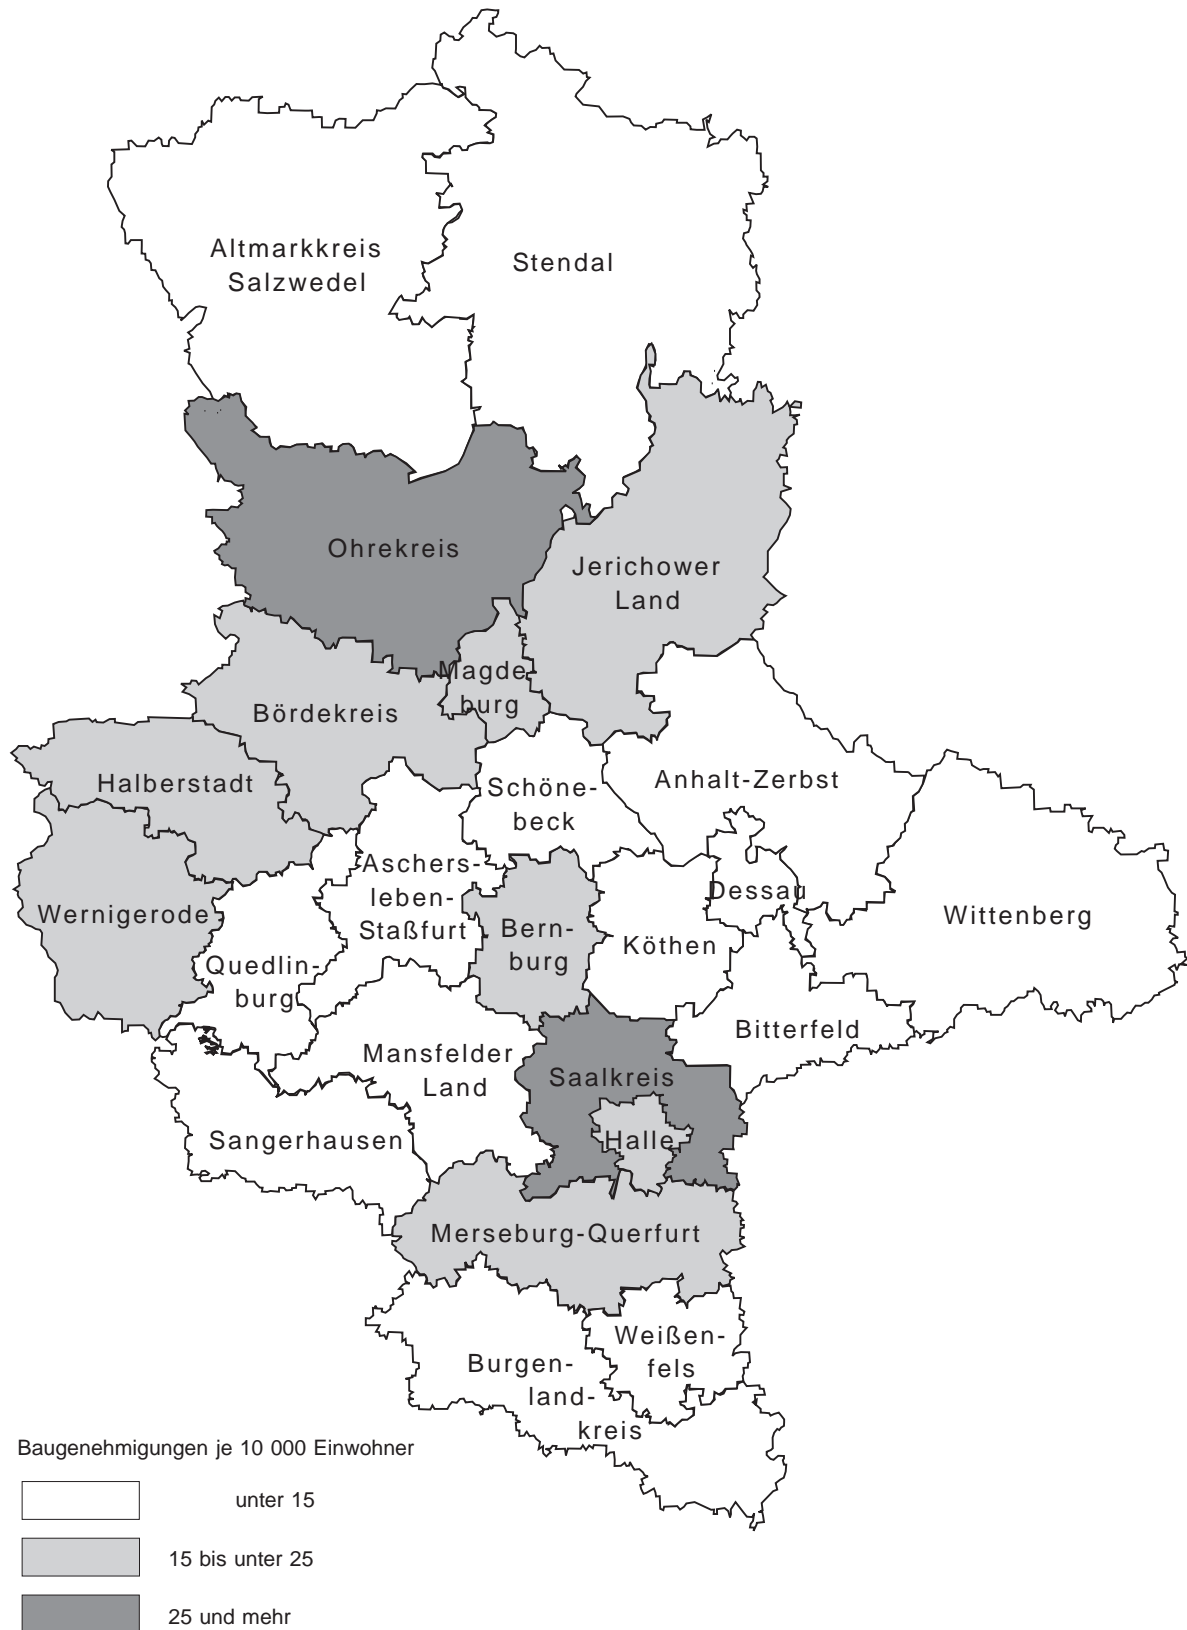 Altmarkkreis
Salzwedel
Stendal
Ohrekreis
Jerichower
Land
Magde-
burg
Bördekreis
Halberstadt
Schöne-
beck
Anhalt-Zerbst
Aschers-
leben-
Staßfurt
Dessau
Wernigerode
Bern-
burg
Köthen
Wittenberg
Quedlin-
burg
Bitterfeld
Mansfelder
Land
Saalkreis
Sangerhausen
Halle
Merseburg-Querfurt
Weißen-
fels
Burgen-
land-
kreis
Baugenehmigungen je 10 000 Einwohner
unter 15
15 bis unter 25
25 und mehr